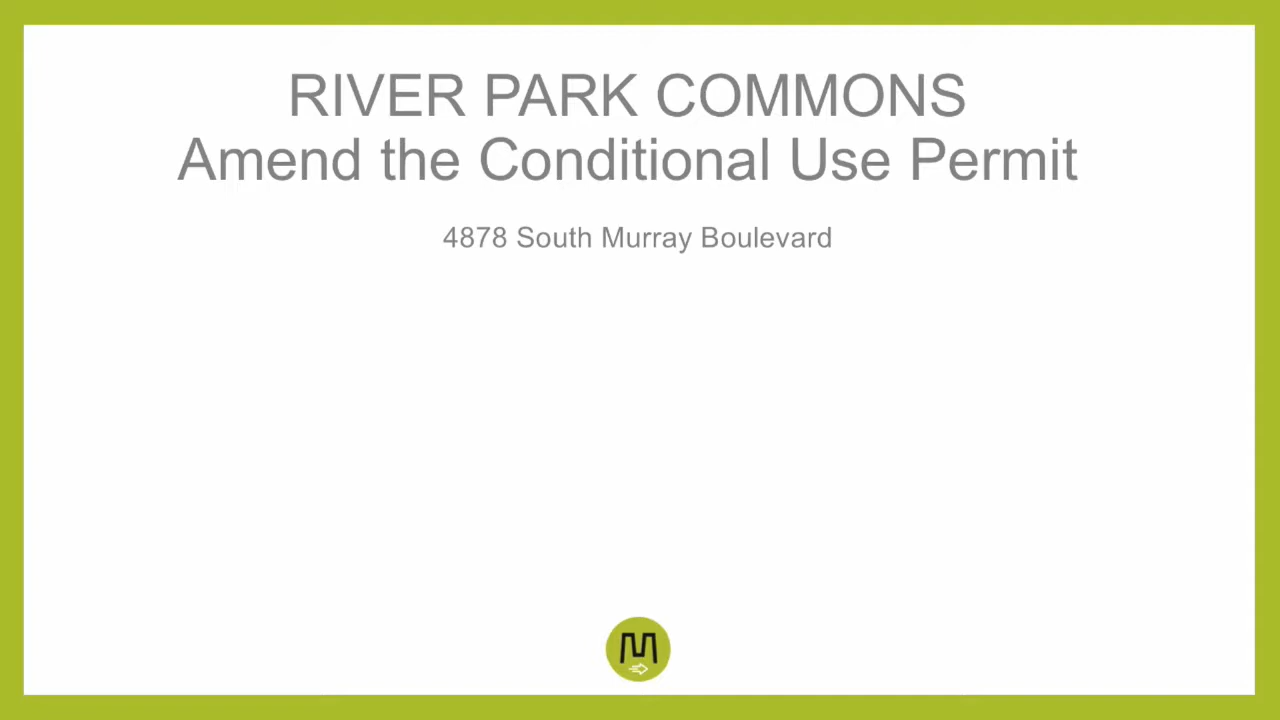 RIVER PARK COMMONS
Amend the Conditional Use Permit
4878 South Murray Boulevard
M